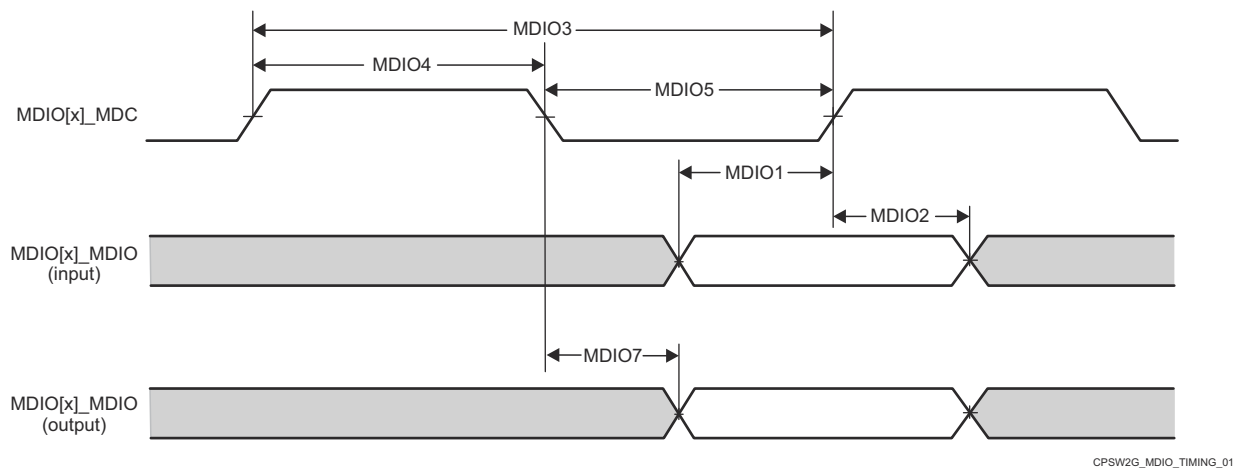 MDIO3
MDIO4
MDIO5
MDIO[x]_MDC
MDIO1
MDIO2
MDIO[x]_MDIO
(input)
MDIO7
MDIO[x]_MDIO
(output)
CPSW2G_MDIO_TIMING_01